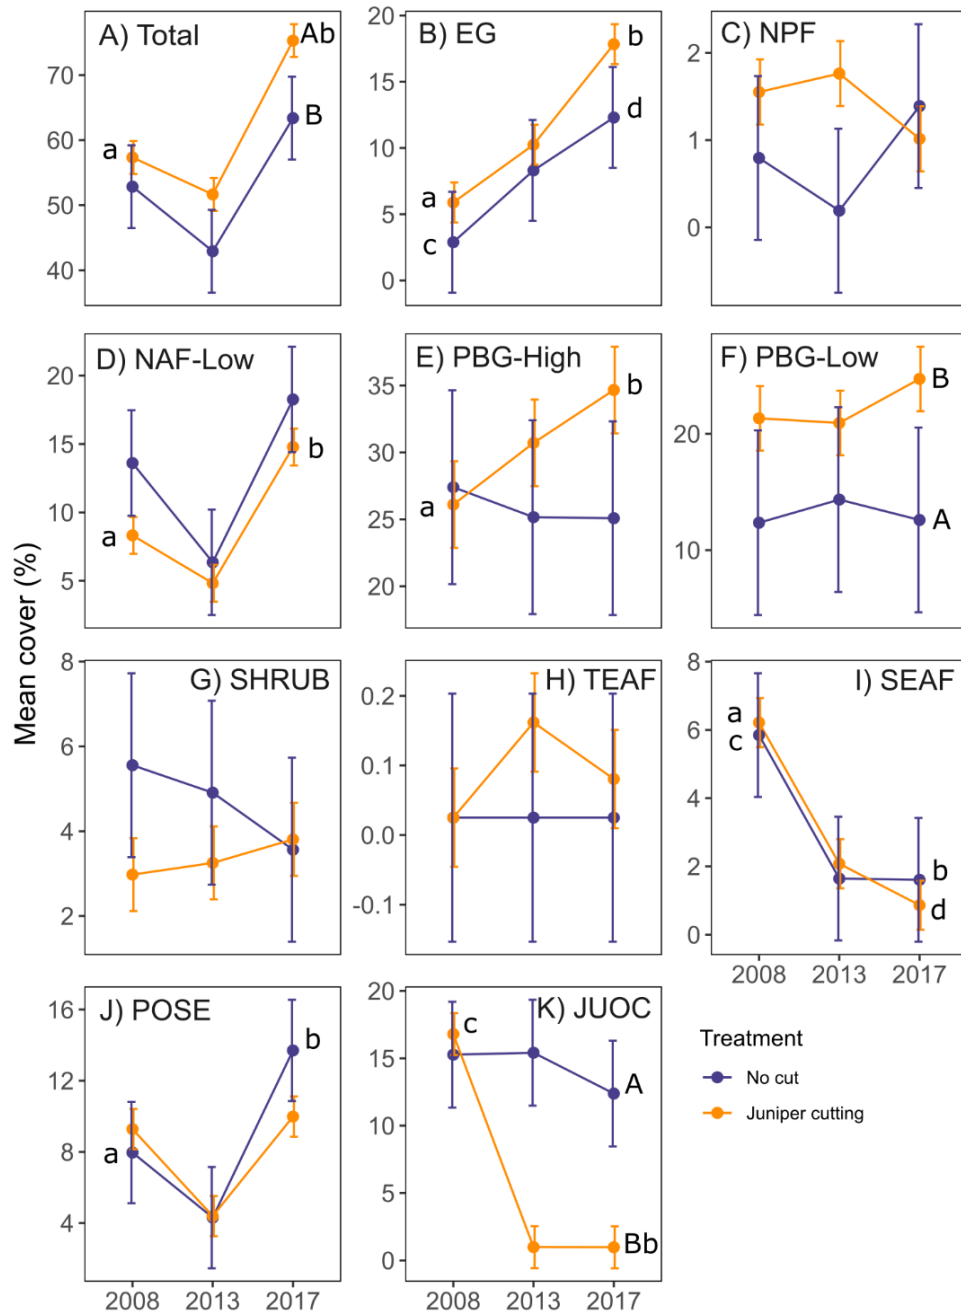 Mean cover (%)
A) Total
70
60
50
40
a
Ab
B
B) EG
20
15
10
5
0
a
c
b
d
C) NPF
2
1
0
D) NAF-Low
20
15
10
5
a
b
E) PBG-High
35
30
25
20
a
b
F) PBG-Low
20
10
B
A
G) SHRUB
8
6
4
2
H) TEAF
0.2
0.1
0.0
-0.1
I) SEAF
8
6
4
2
0
a
c
b
d
2008 2013 2017
J) POSE
16
12
8
4
a
b
2008 2013 2017
K) JUOC
20
15
10
5
0
c
A
Bb
2008 2013 2017
Treatment
No cut
Juniper cutting